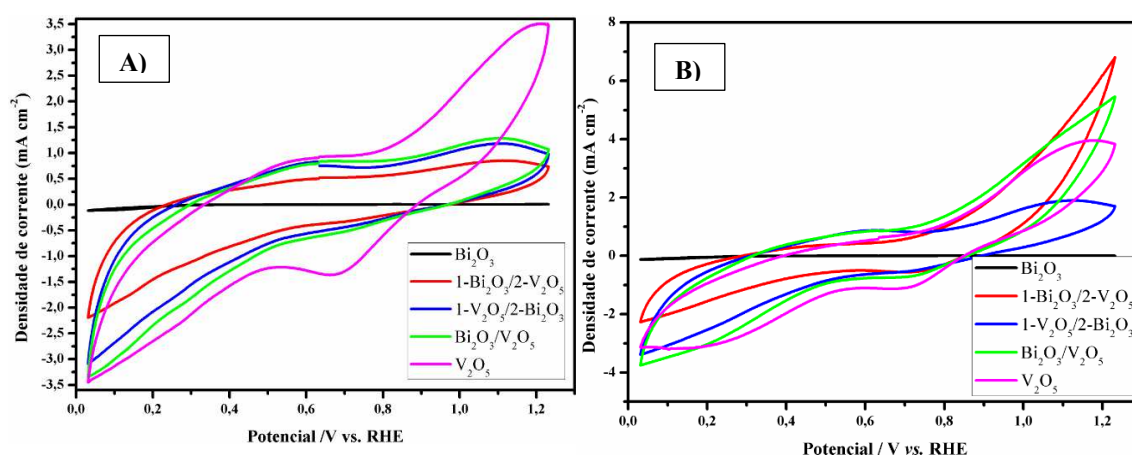 A)
Densidade de corrente (mA cm⁻²)
3,5
3,0
2,5
2,0
1,5
1,0
0,5
0,0
-0,5
-1,0
-1,5
-2,0
-2,5
-3,0
-3,5
Bi₂O₃
1-Bi₂O₃/2-V₂O₅
1-V₂O₅/2-Bi₂O₃
Bi₂O₃/V₂O₅
V₂O₅
0,0 0,2 0,4 0,6 0,8 1,0 1,2
Potencial /V vs. RHE
B)
Densidade de corrente (mA cm⁻²)
8
6
4
2
0
-2
-4
Bi₂O₃
1-Bi₂O₃/2-V₂O₅
1-V₂O₅/2-Bi₂O₃
Bi₂O₃/V₂O₅
V₂O₅
0,0 0,2 0,4 0,6 0,8 1,0 1,2
Potencial / V vs. RHE